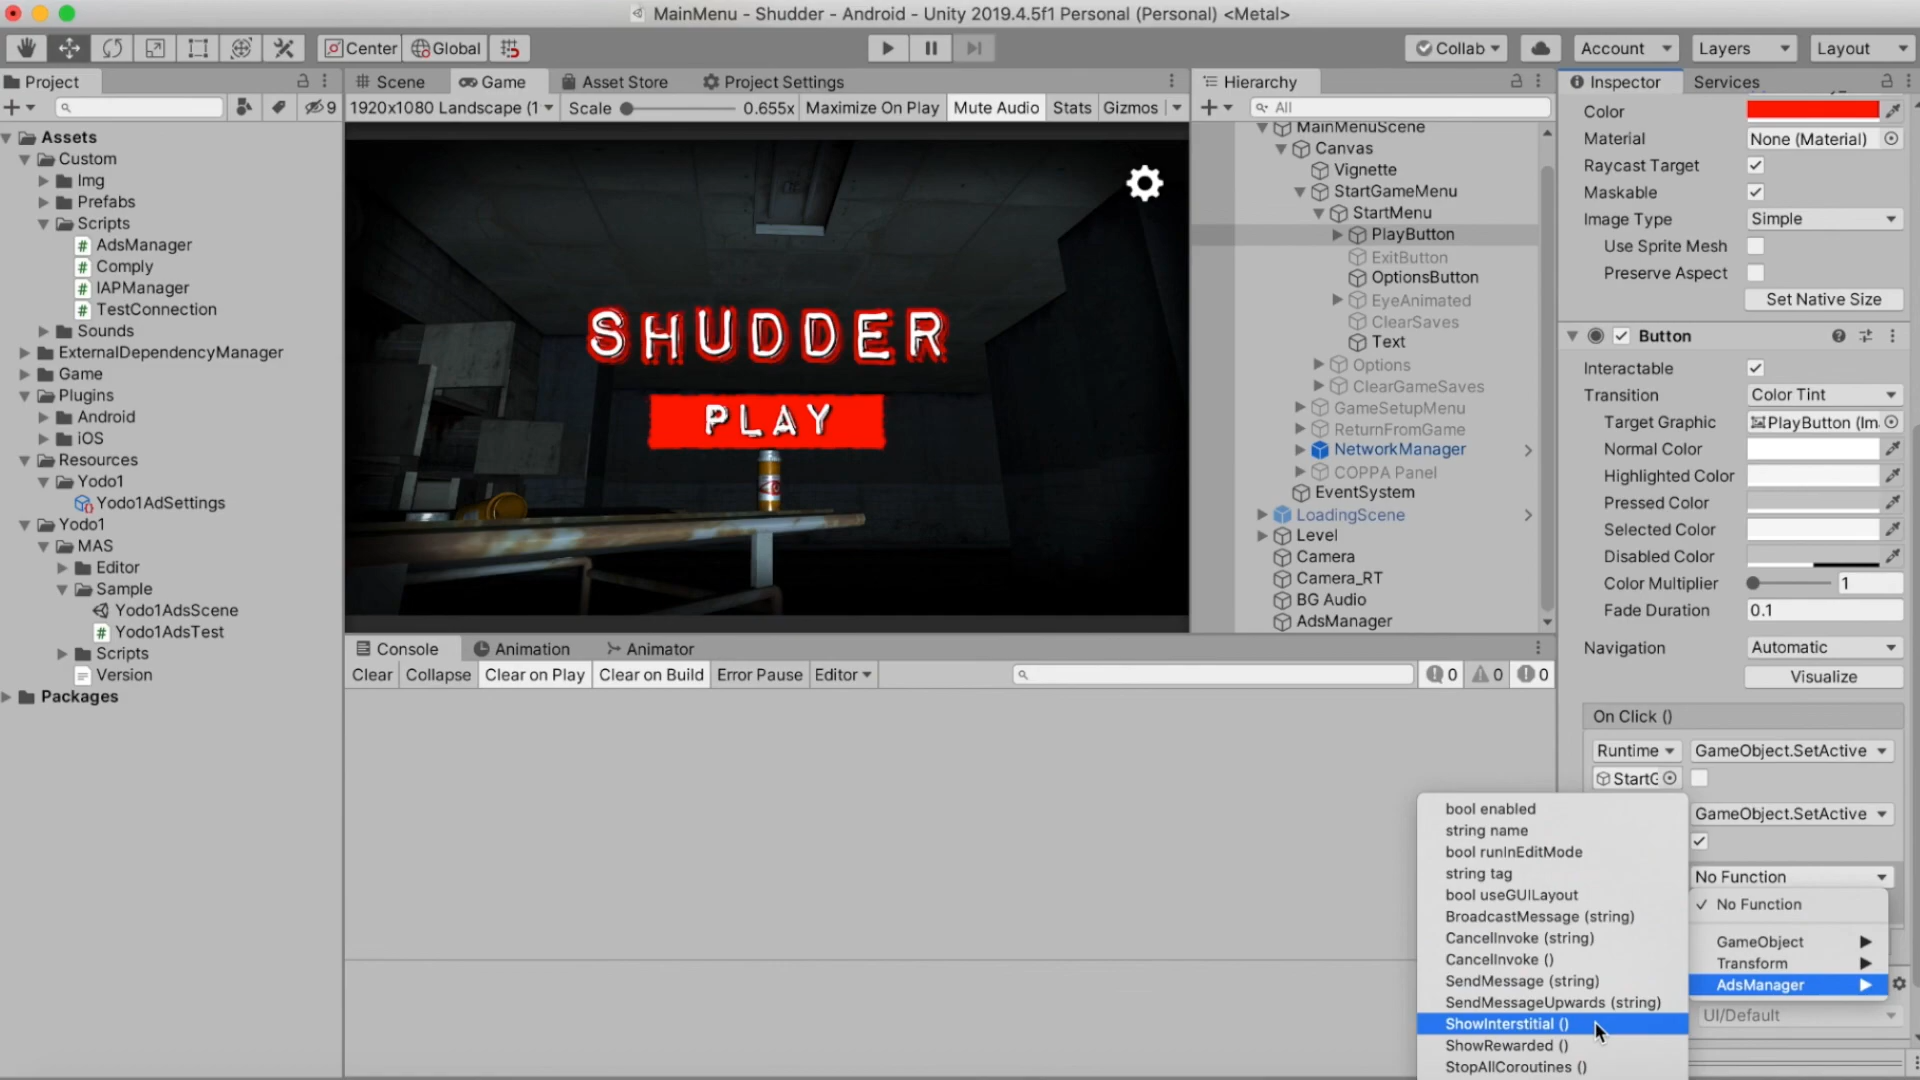 MainMenu - Shudder - Android - Unity 2019.4.5f1 Personal (Personal) <Metal>
Center
Global
Collab
Account
Layers
Layout
Project
9
Assets
Custom
Img
Prefabs
Scripts
AdsManager
Comply
IAPManager
TestConnection
Sounds
ExternalDependencyManager
Game
Plugins
Android
iOS
Resources
Yodo1
Yodo1AdSettings
Yodo1
MAS
Editor
Sample
Yodo1AdsScene
Yodo1AdsTest
Scripts
Version
Packages
Scene
Game
Asset Store
Project Settings
1920x1080 Landscape (1
Scale
0.655x
Maximize On Play
Mute Audio
Stats
Gizmos
SHUDDER
PLAY
Console
Animation
Animator
Clear
Collapse
Clear on Play
Clear on Build
Error Pause
Editor
0
0
0
Hierarchy
All
MainMenuScene
Canvas
Vignette
StartGameMenu
StartMenu
PlayButton
ExitButton
OptionsButton
EyeAnimated
ClearSaves
Text
Options
ClearGameSaves
GameSetupMenu
ReturnFromGame
NetworkManager
COPPA Panel
EventSystem
LoadingScene
Level
Camera
Camera_RT
BG Audio
AdsManager
Inspector
Services
Color
Material
None (Material)
Raycast Target
Maskable
Image Type
Simple
Use Sprite Mesh
Preserve Aspect
Set Native Size
Button
Interactable
Transition
Color Tint
Target Graphic
PlayButton (Im
Normal Color
Highlighted Color
Pressed Color
Selected Color
Disabled Color
Color Multiplier
1
Fade Duration
0.1
Navigation
Automatic
Visualize
On Click ()
Runtime
GameObject.SetActive
StartG
GameObject.SetActive
No Function
No Function
GameObject
Transform
AdsManager
UI/Default
bool enabled
string name
bool runInEditMode
string tag
bool useGUILayout
BroadcastMessage (string)
CancelInvoke (string)
CancelInvoke ()
SendMessage (string)
SendMessageUpwards (string)
ShowInterstitial ()
ShowRewarded ()
StopAllCoroutines ()